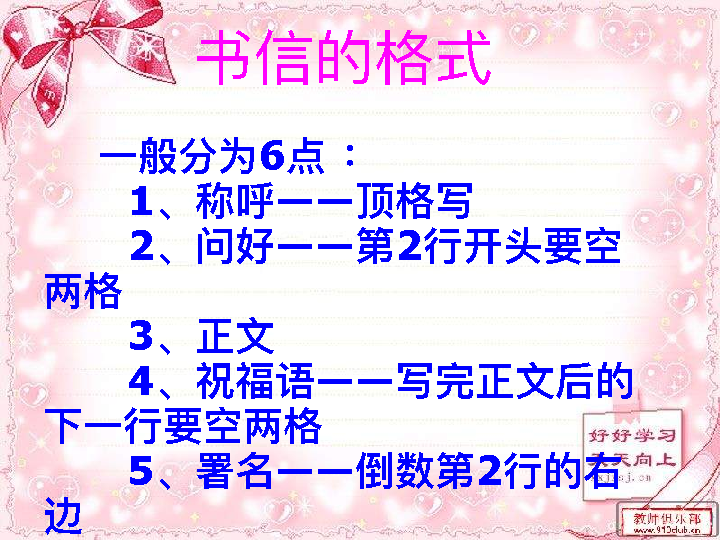 书信的格式
一般分为6点：
1、称呼——顶格写
2、问好——第2行开头要空
两格
3、正文
4、祝福语——写完正文后的
下一行要空两格
5、署名——倒数第2行的右
边
好好学习
天天向上
教师俱乐部